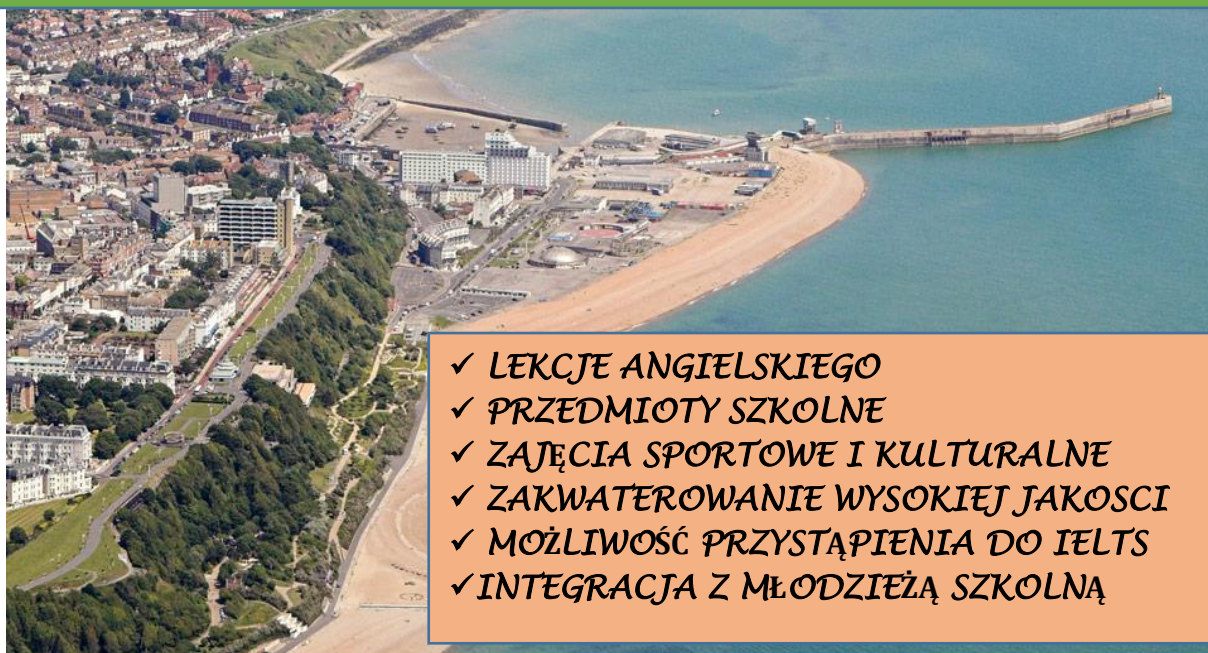 ✓ LEKCJE ANGIELSKIEGO
✓ PRZEDMIOTY SZKOLNE
✓ ZAJĘCIA SPORTOWE I KULTURALNE
✓ ZAKWATEROWANIE WYSOKIEJ JAKOSCI
✓ MOŻLIWOŚĆ PRZYSTĄPIENIA DO IELTS
✓INTEGRACJA Z MŁODZIEŻĄ SZKOLNĄ